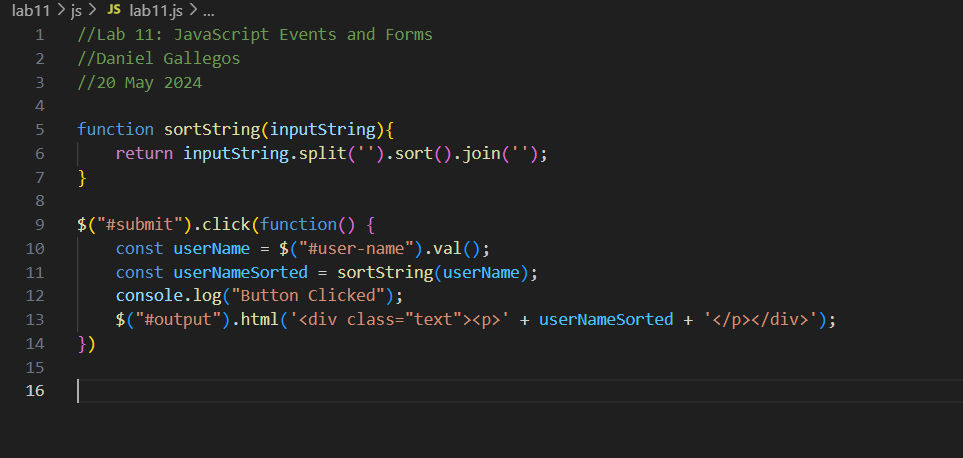 lab11 > js > JS lab11.js > ...
1 //Lab 11: JavaScript Events and Forms
2 //Daniel Gallegos
3 //20 May 2024
4
5 function sortString(inputString){
6     return inputString.split('').sort().join('');
7 }
8
9 $("#submit").click(function() {
10     const userName = $("#user-name").val();
11     const userNameSorted = sortString(userName);
12     console.log("Button Clicked");
13     $("#output").html('<div class="text"><p>' + userNameSorted + '</p></div>');
14 })
15
16